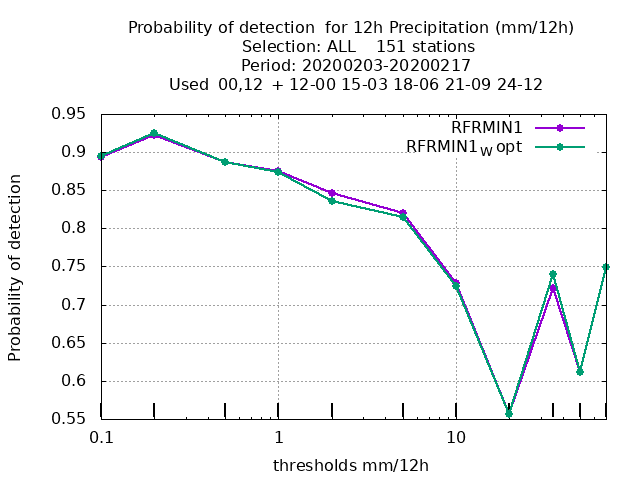 Probability of detection  for 12h Precipitation (mm/12h)
Selection: ALL    151 stations
Period: 20200203-20200217
Used  00,12  + 12-00 15-03 18-06 21-09 24-12
RFRMIN1
RFRMIN1W opt
Probability of detection
0.95
0.9
0.85
0.8
0.75
0.7
0.65
0.6
0.55
0.1 1 10
thresholds mm/12h